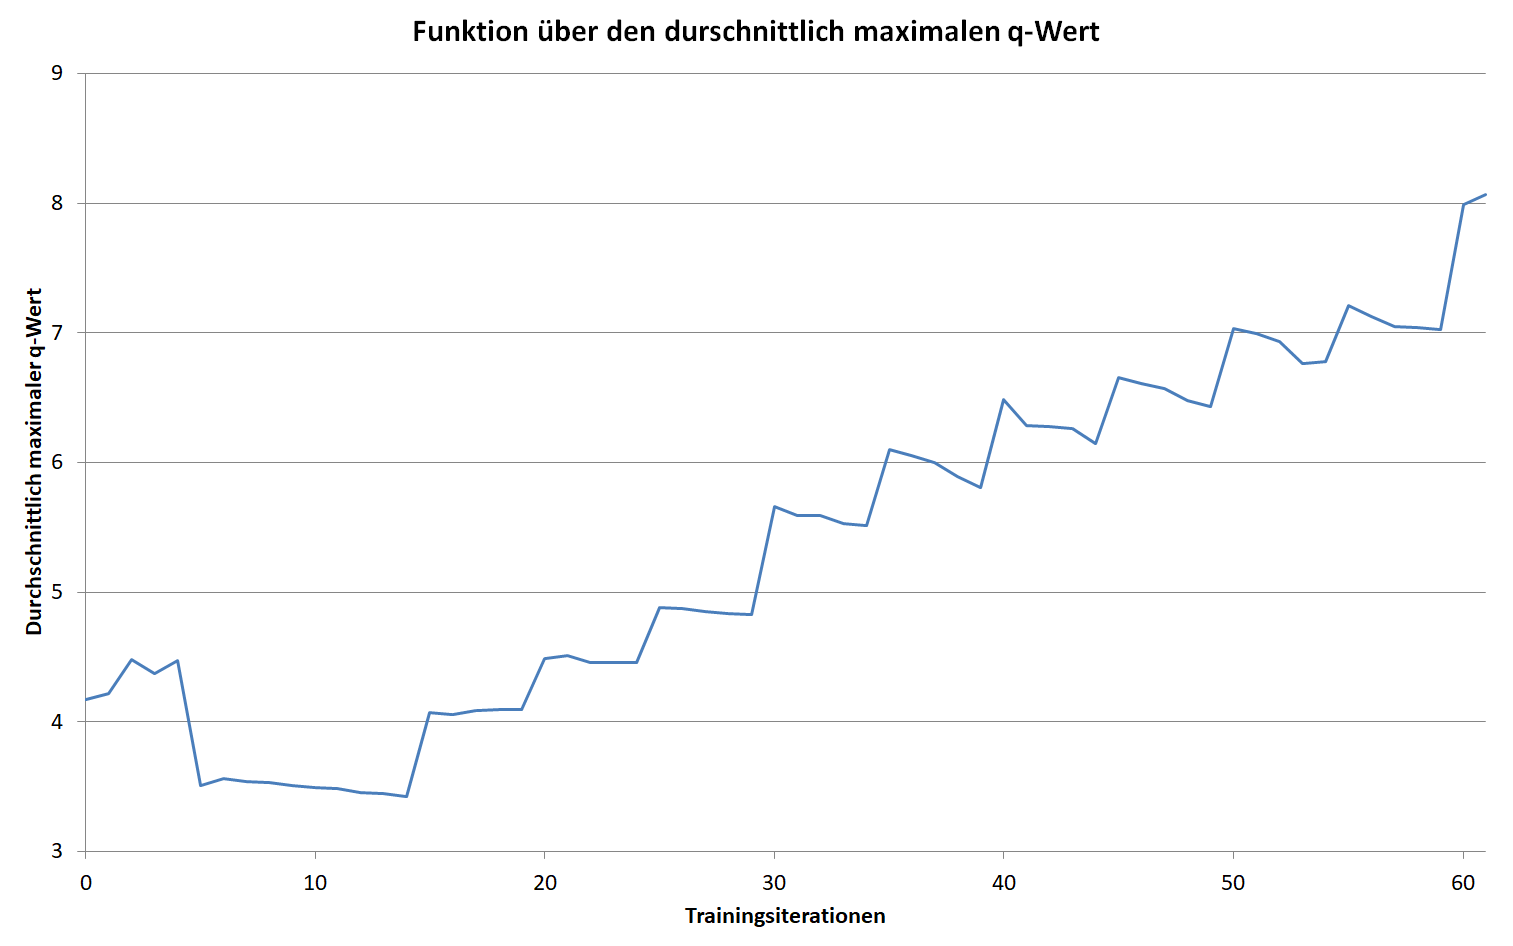 Funktion über den durschnittlich maximalen q-Wert
Durchschnittlich maximaler q-Wert
9
8
7
6
5
4
3
0 10 20 30 40 50 60
Trainingsiterationen